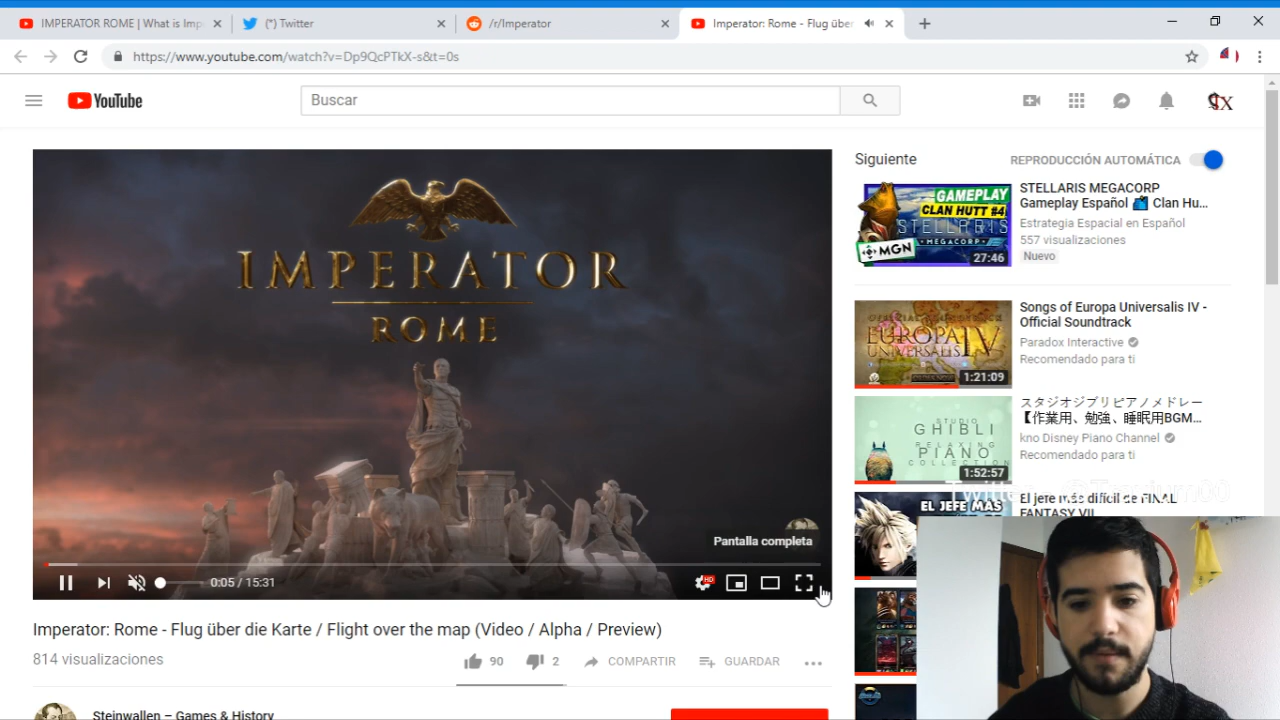 IMPERATOR ROME | What is Imp
(*) Twitter
/r/Imperator
Imperator: Rome - Flug über
https://www.youtube.com/watch?v=Dp9QcPTkX-s&t=0s
YouTube
Buscar
IMPERATOR
ROME
Pantalla completa
HD
0:05 / 15:31
Imperator: Rome - Flug über die Karte / Flight over the map (Video / Alpha / Preview)
814 visualizaciones
90
2
COMPARTIR
GUARDAR
Steinwallen – Games & History
Siguiente
REPRODUCCIÓN AUTOMÁTICA
GAMEPLAY
CLAN HUTT #4
STELLARIS
MEGACORP
MGN
27:46
STELLARIS MEGACORP
Gameplay Español 🗳️ Clan Hu...
Estrategia Espacial en Español
557 visualizaciones
Nuevo
EUROPA
UNIVERSALIS IV
1:21:09
Songs of Europa Universalis IV -
Official Soundtrack
Paradox Interactive
Recomendado para ti
STUDIO
GHIBLI
RELAXING
PIANO
COLLECTION
1:52:57
スタジオジブリピアノメドレー
【作業用、勉強、睡眠用BGM...
kno Disney Piano Channel
Recomendado para ti
EL JEFE MAS
El jefe más difícil de FINAL
FANTASY VII